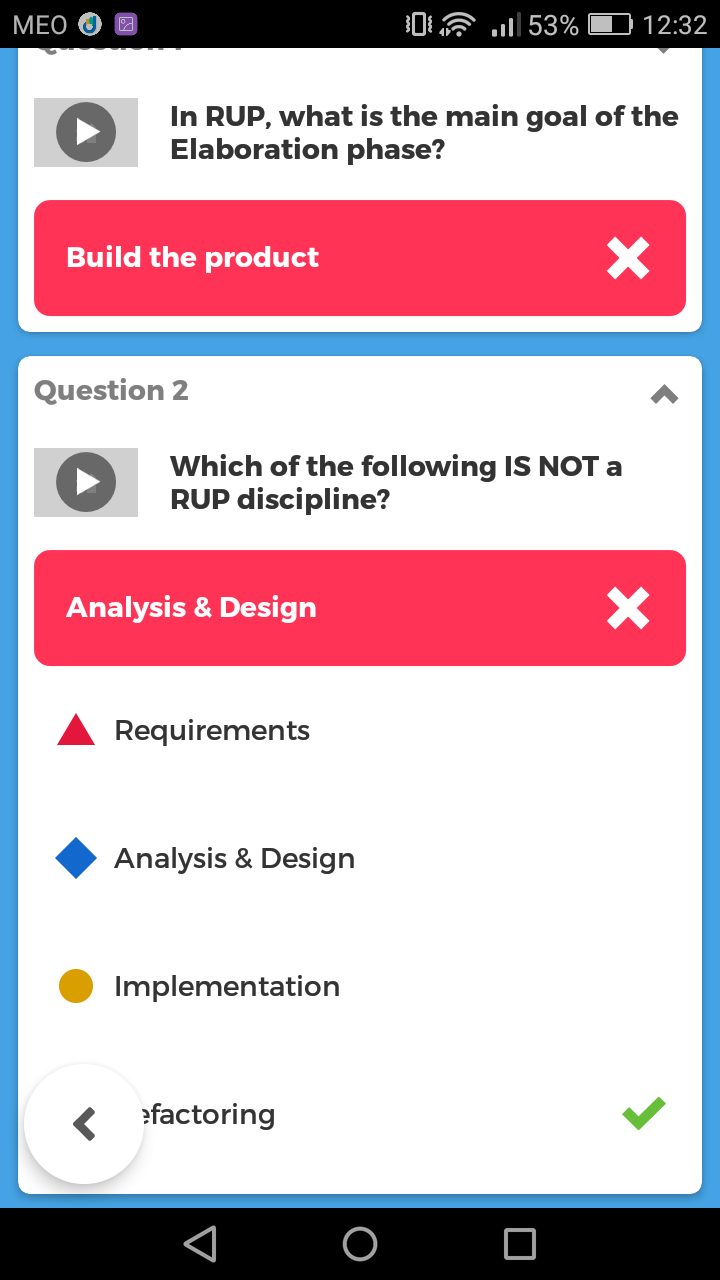 MEO 53% 12:32
In RUP, what is the main goal of the
Elaboration phase?
Build the product
Question 2
Which of the following IS NOT a
RUP discipline?
Analysis & Design
Requirements
Analysis & Design
Implementation
efactoring